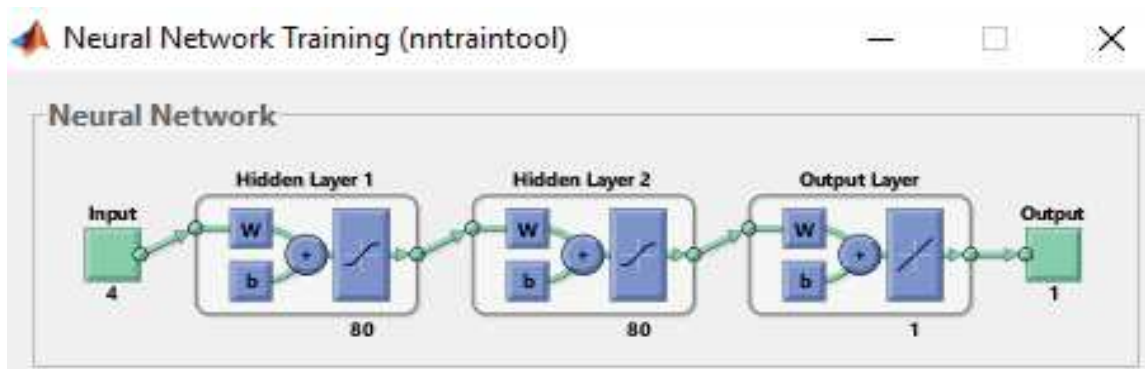 Neural Network Training (nntraintool)
Neural Network
Hidden Layer 1
Hidden Layer 2
Output Layer
Input
Output
W
W
W
+
+
+
b
b
b
4
1
80
80
1